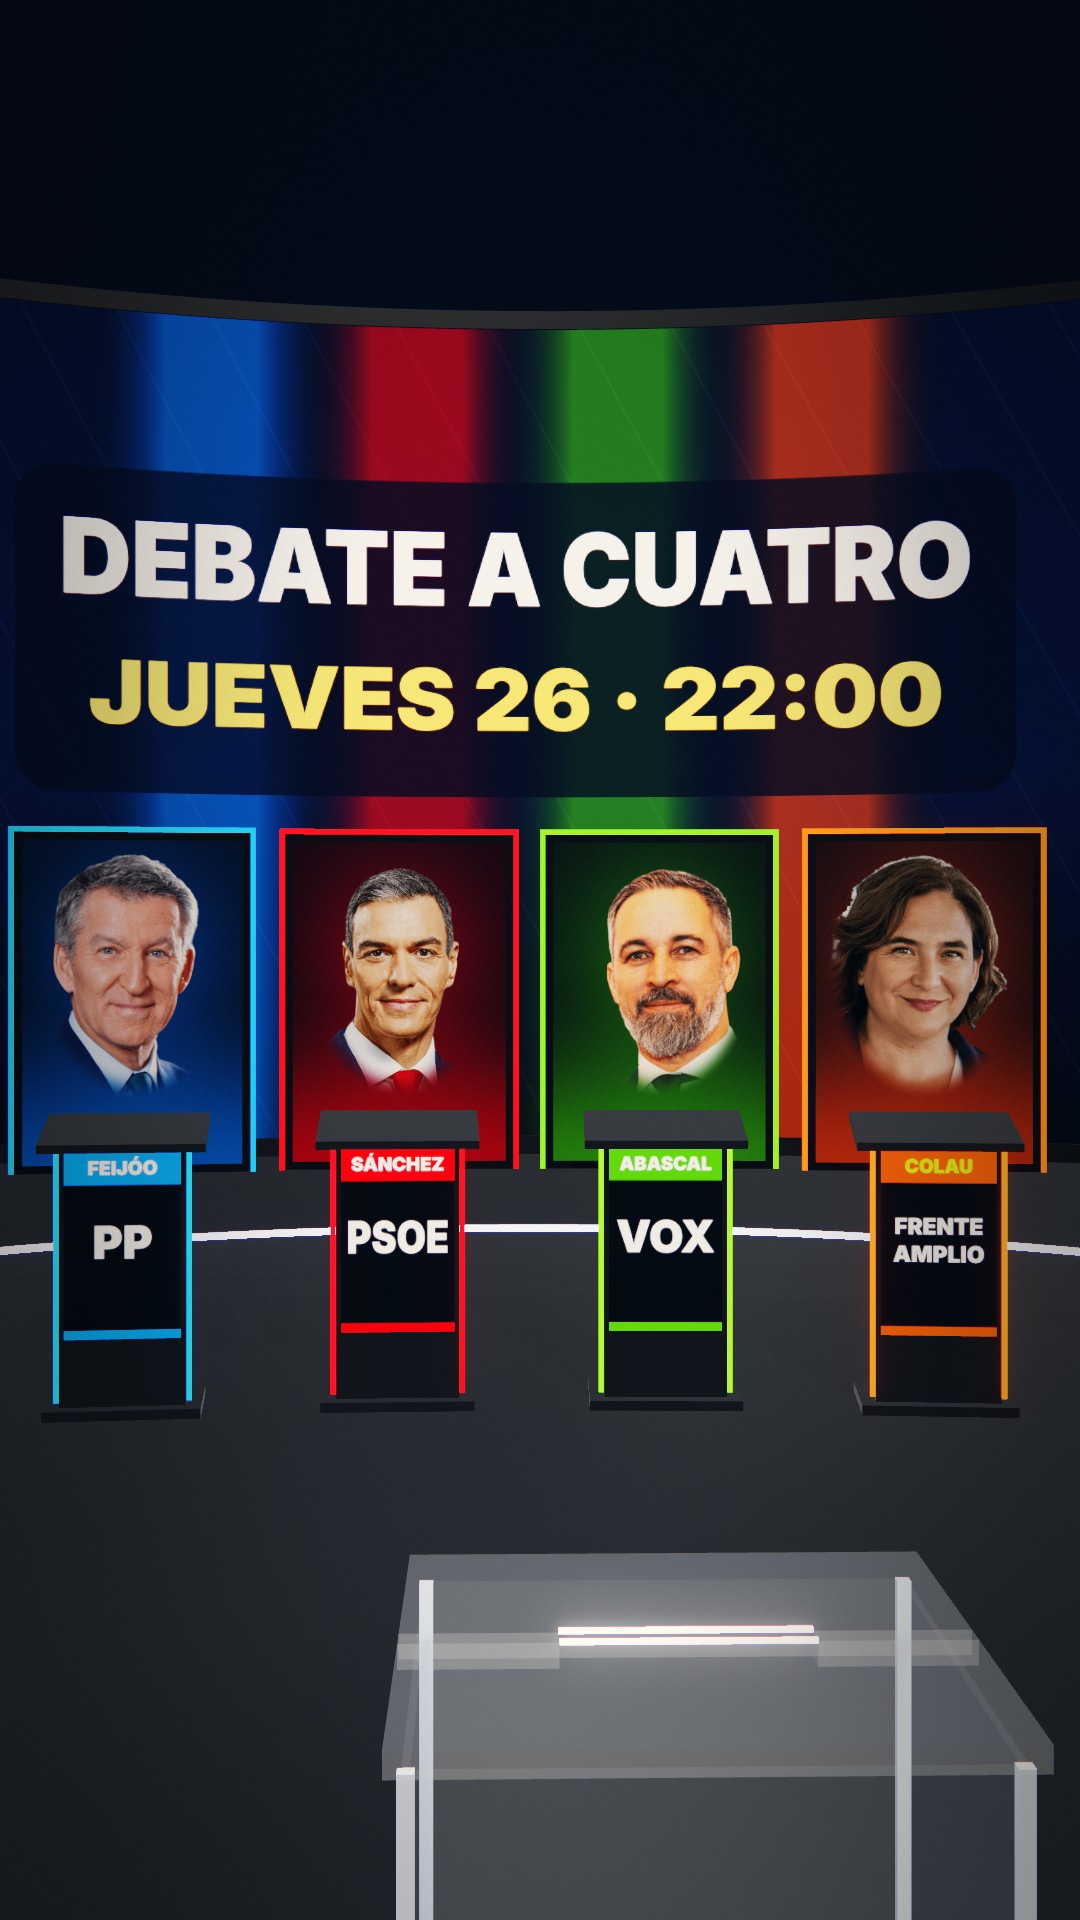 DEBATE A CUATRO
JUEVES 26 · 22:00
FEIJÓO
PP
SÁNCHEZ
PSOE
ABASCAL
VOX
COLAU
FRENTE
AMPLIO